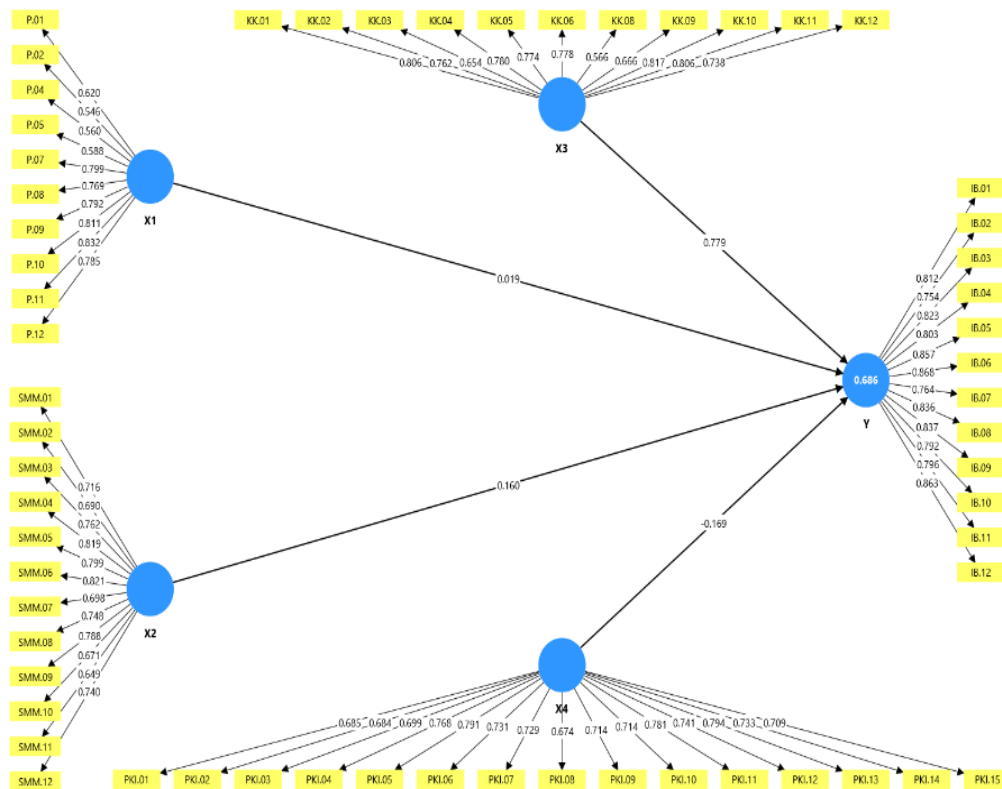 P.01
P.02
P.04
P.05
P.07
P.08
P.09
P.10
P.11
P.12
0.620
0.546
0.560
0.588
0.799
0.769
0.792
0.811
0.832
0.785
X1
KK.01 KK.02 KK.03 KK.04 KK.05 KK.06 KK.08 KK.09 KK.10 KK.11 KK.12
0.806 0.762 0.654 0.780 0.774 0.778 0.566 0.666 0.817 0.806 0.738
X3
0.779
0.019
0.160
-0.169
SMM.01
SMM.02
SMM.03
SMM.04
SMM.05
SMM.06
SMM.07
SMM.08
SMM.09
SMM.10
SMM.11
SMM.12
0.716
0.690
0.762
0.819
0.799
0.821
0.698
0.748
0.788
0.671
0.649
0.740
X2
0.686
Y
0.812
0.754
0.823
0.803
0.857
0.868
0.764
0.836
0.837
0.792
0.796
0.863
IB.01
IB.02
IB.03
IB.04
IB.05
IB.06
IB.07
IB.08
IB.09
IB.10
IB.11
IB.12
X4
0.685 0.684 0.699 0.768 0.791 0.731 0.729 0.674 0.714 0.714 0.781 0.741 0.794 0.733 0.709
PKI.01 PKI.02 PKI.03 PKI.04 PKI.05 PKI.06 PKI.07 PKI.08 PKI.09 PKI.10 PKI.11 PKI.12 PKI.13 PKI.14 PKI.15